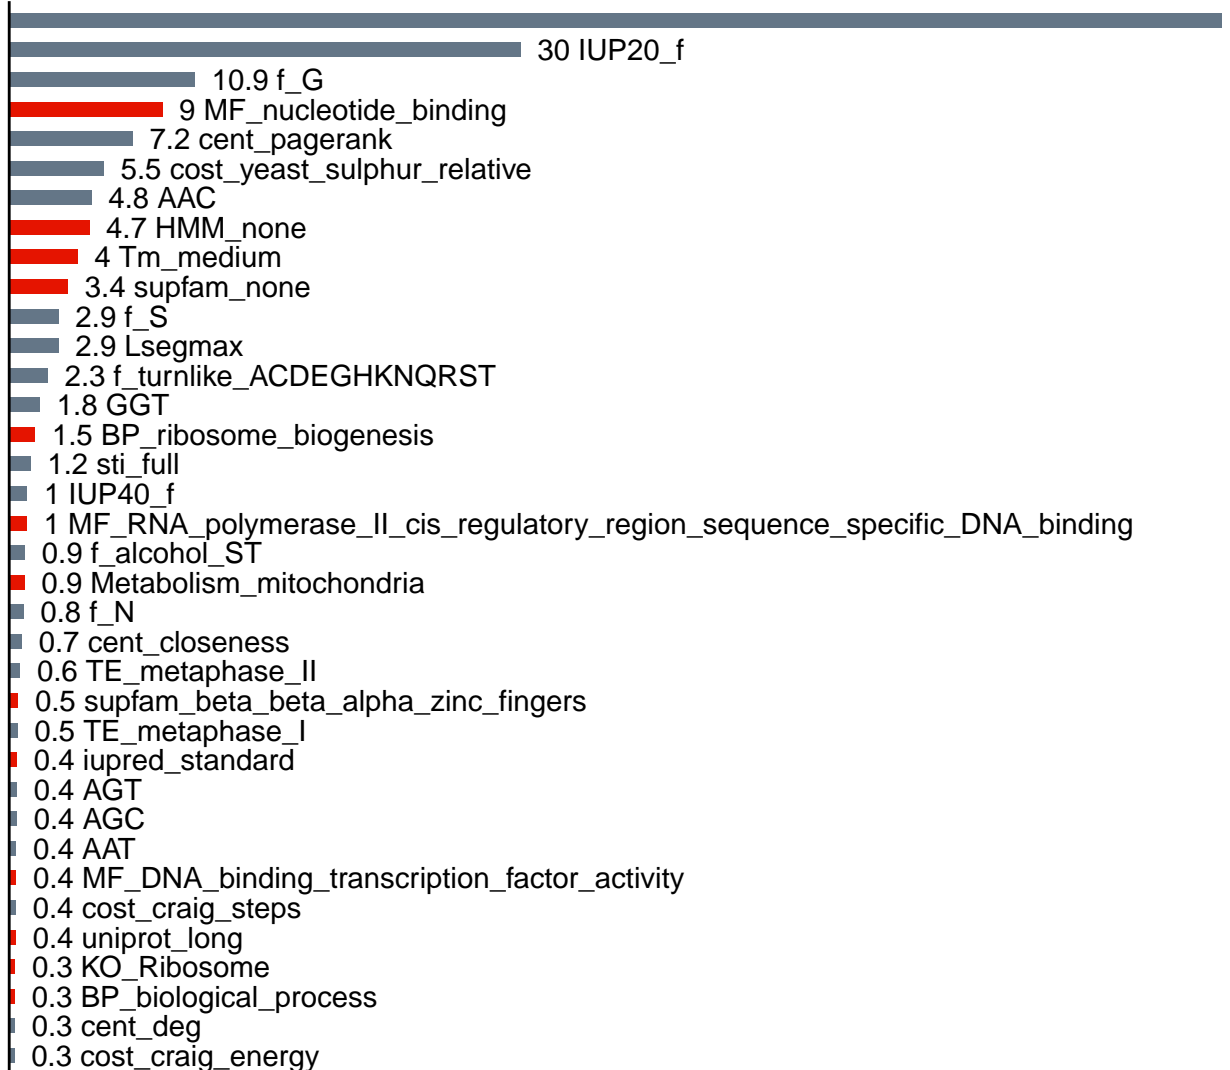 30 IUP20_f
10.9 f_G
9 MF_nucleotide_binding
7.2 cent_pagerank
5.5 cost_yeast_sulphur_relative
4.8 AAC
4.7 HMM_none
4 Tm_medium
3.4 supfam_none
2.9 f_S
2.9 Lsegmax
2.3 f_turnlike_ACDEGHKNQRST
1.8 GGT
1.5 BP_ribosome_biogenesis
1.2 sti_full
1 IUP40_f
1 MF_RNA_polymerase_II_cis_regulatory_region_sequence_specific_DNA_binding
0.9 f_alcohol_ST
0.9 Metabolism_mitochondria
0.8 f_N
0.7 cent_closeness
0.6 TE_metaphase_II
0.5 supfam_beta_beta_alpha_zinc_fingers
0.5 TE_metaphase_I
0.4 iupred_standard
0.4 AGT
0.4 AGC
0.4 AAT
0.4 MF_DNA_binding_transcription_factor_activity
0.4 cost_craig_steps
0.4 uniprot_long
0.3 KO_Ribosome
0.3 BP_biological_process
0.3 cent_deg
0.3 cost_craig_energy